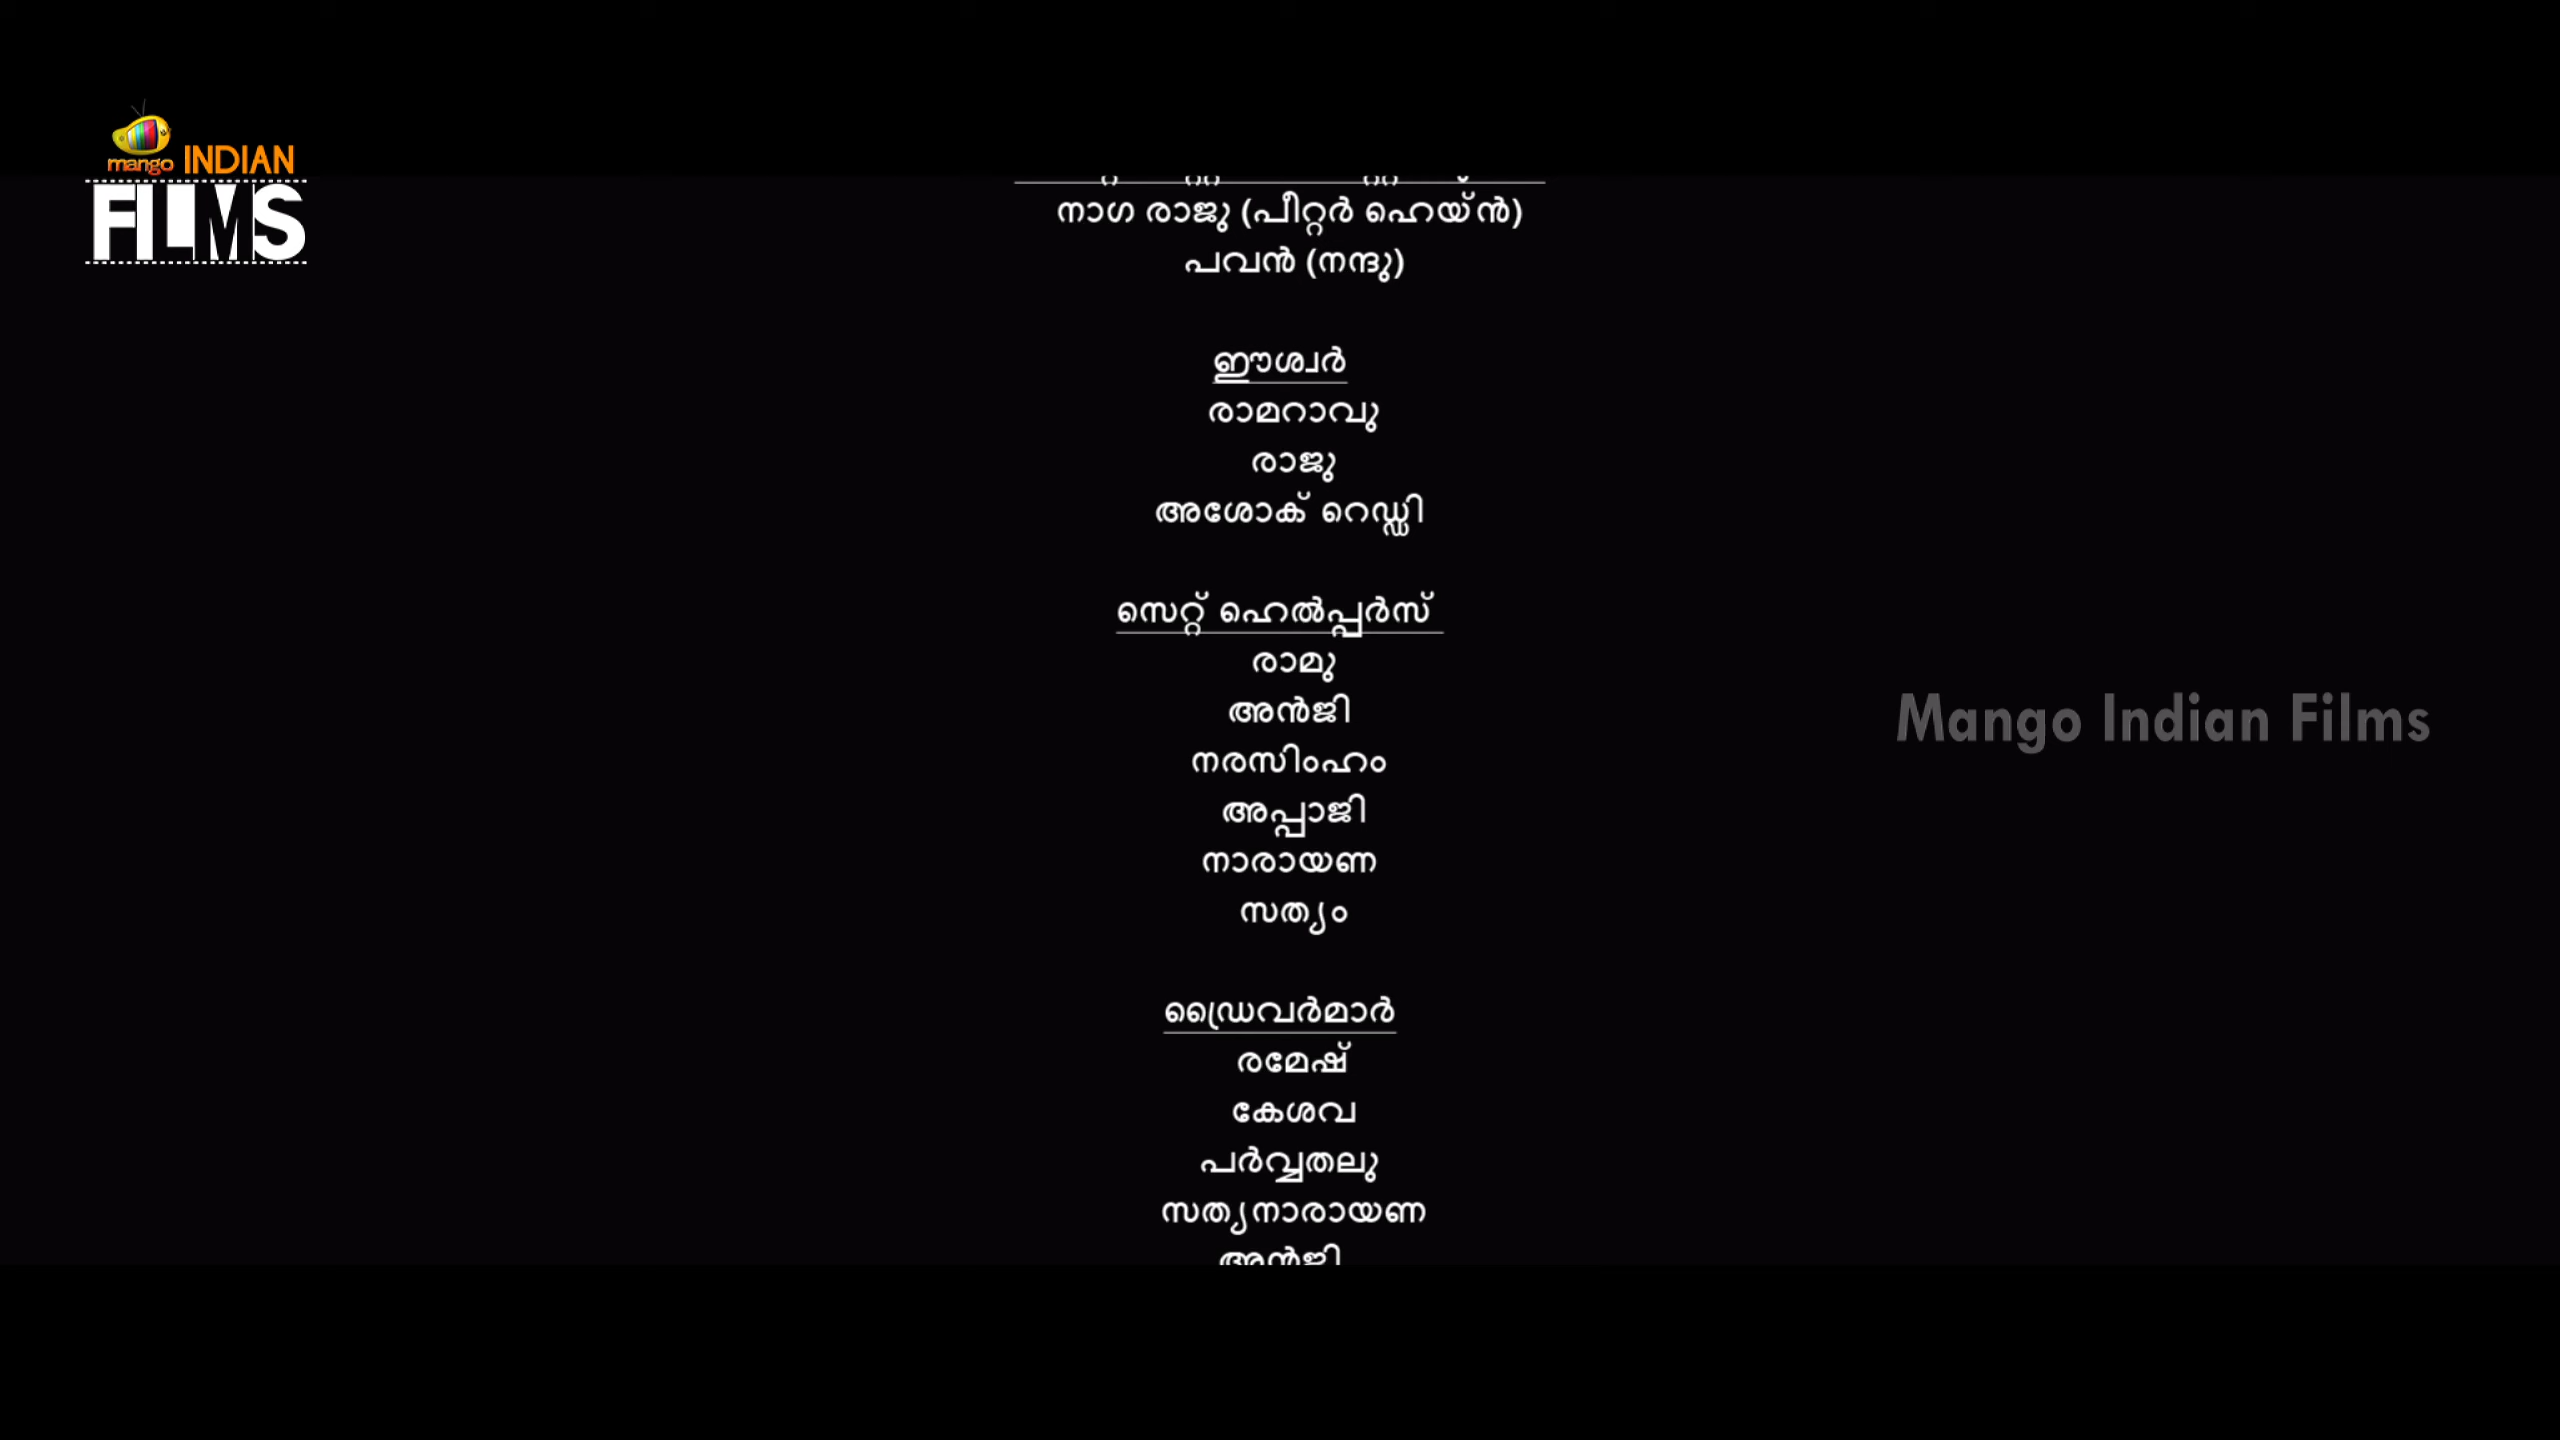 mango INDIAN
FILMS
നാഗ രാജു (പീറ്റർ ഹെയ്ൻ)
പവൻ (നന്ദു)
ഈശ്വർ
രാമറാവു
രാജു
അശോക് റെഡ്ഡി
സെറ്റ് ഹെൽപ്പർസ്
രാമു
അൻജി
നരസിംഹം
അപ്പാജി
നാരായണ
സത്യം
Mango Indian Films
ഡ്രൈവർമാർ
രമേഷ്
കേശവ
പർവ്വതലു
സത്യനാരായണ
അൻജി